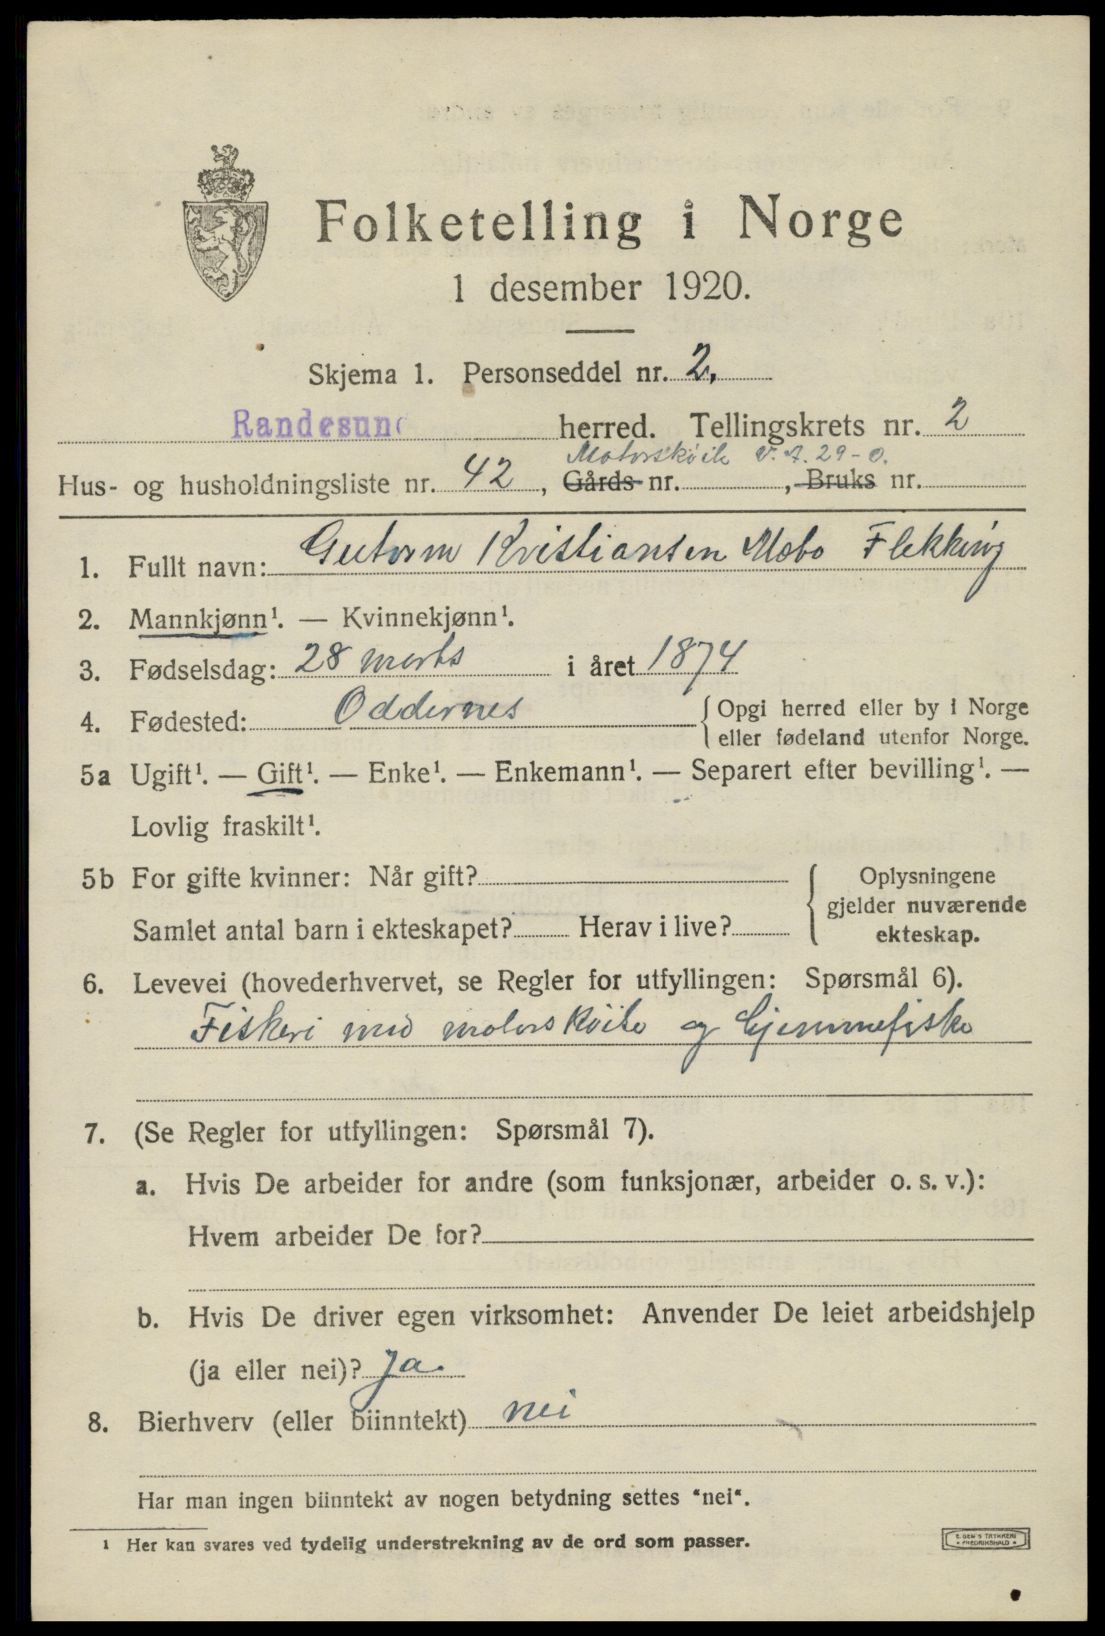 Folketelling i Norge
1 desember 1920.
Skjema 1. Personseddel nr. 2.
Randesund herred. Tellingskrets nr. 2
Motorskøite V.A. 29-O.
Hus- og husholdningsliste nr. 42, Gårds nr. , Bruks nr.
1. Fullt navn: Gutorm Kristiansen Mæbø Flekkerøy
2. Mannkjønn¹. — Kvinnekjønn¹.
3. Fødselsdag: 28 marts i året 1874
4. Fødested: Oddernes { Opgi herred eller by i Norge
eller fødeland utenfor Norge.
5a Ugift¹. — Gift¹. — Enke¹. — Enkemann¹. — Separert efter bevilling¹. —
Lovlig fraskilt¹.
5b For gifte kvinner: Når gift? { Oplysningene
gjelder nuværende
Samlet antal barn i ekteskapet? Herav i live? ekteskap.
6. Levevei (hovederhvervet, se Regler for utfyllingen: Spørsmål 6).
Fiskeri med motorskøite og hjemmefiske
7. (Se Regler for utfyllingen: Spørsmål 7).
a. Hvis De arbeider for andre (som funksjonær, arbeider o. s. v.):
Hvem arbeider De for?
b. Hvis De driver egen virksomhet: Anvender De leiet arbeidshjelp
(ja eller nei)? Ja.
8. Bierhverv (eller biinntekt) nei
Har man ingen biinntekt av nogen betydning settes “nei“.
¹ Her kan svares ved tydelig understrekning av de ord som passer.